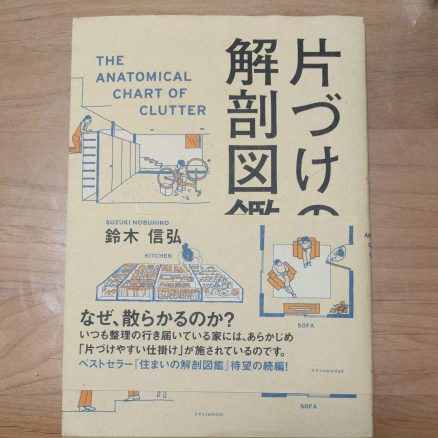 THE
ANATOMICAL
CHART OF
CLUTTER
片づけの
解剖図鑑
SUZUKI NOBUHIRO
鈴木 信弘
KITCHEN
SOFA
なぜ、散らかるのか?
いつも整理の行き届いている家には、あらかじめ
「片づけやすい仕掛け」が施されているのです。
ベストセラー『住まいの解剖図鑑』待望の続編!
X-Knowledge
X-Knowledge
SOFA